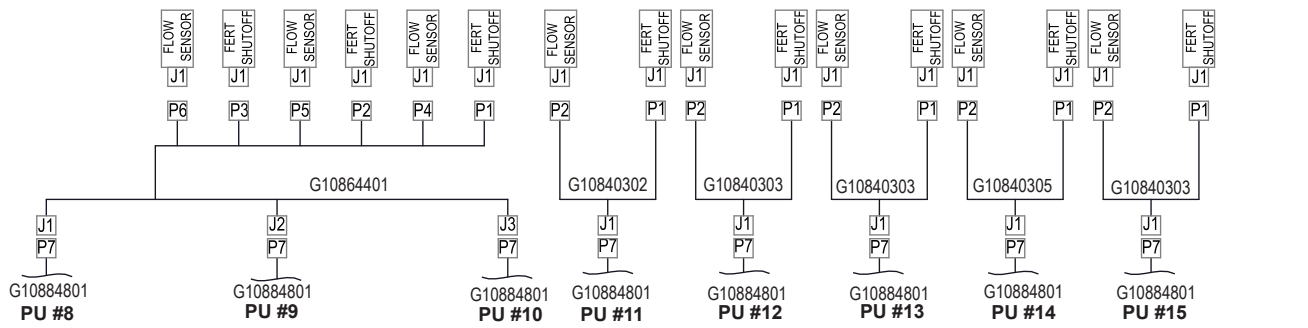 FLOW SENSOR
FERT SHUTOFF
FLOW SENSOR
FERT SHUTOFF
FLOW SENSOR
FERT SHUTOFF
FLOW SENSOR
FERT SHUTOFF
FLOW SENSOR
FERT SHUTOFF
FLOW SENSOR
FERT SHUTOFF
FLOW SENSOR
FERT SHUTOFF
FLOW SENSOR
FERT SHUTOFF
J1 J1 J1 J1 J1 J1 J1 J1 J1 J1 J1 J1 J1 J1 J1 J1
P6 P3 P5 P2 P4 P1 P2 P1 P2 P1 P2 P1 P2 P1 P2 P1
G10864401 G10840302 G10840303 G10840303 G10840305 G10840303
J1 J2 J3 J1 J1 J1 J1 J1
P7 P7 P7 P7 P7 P7 P7 P7
G10884801 G10884801 G10884801 G10884801 G10884801 G10884801 G10884801 G10884801
PU #8 PU #9 PU #10 PU #11 PU #12 PU #13 PU #14 PU #15